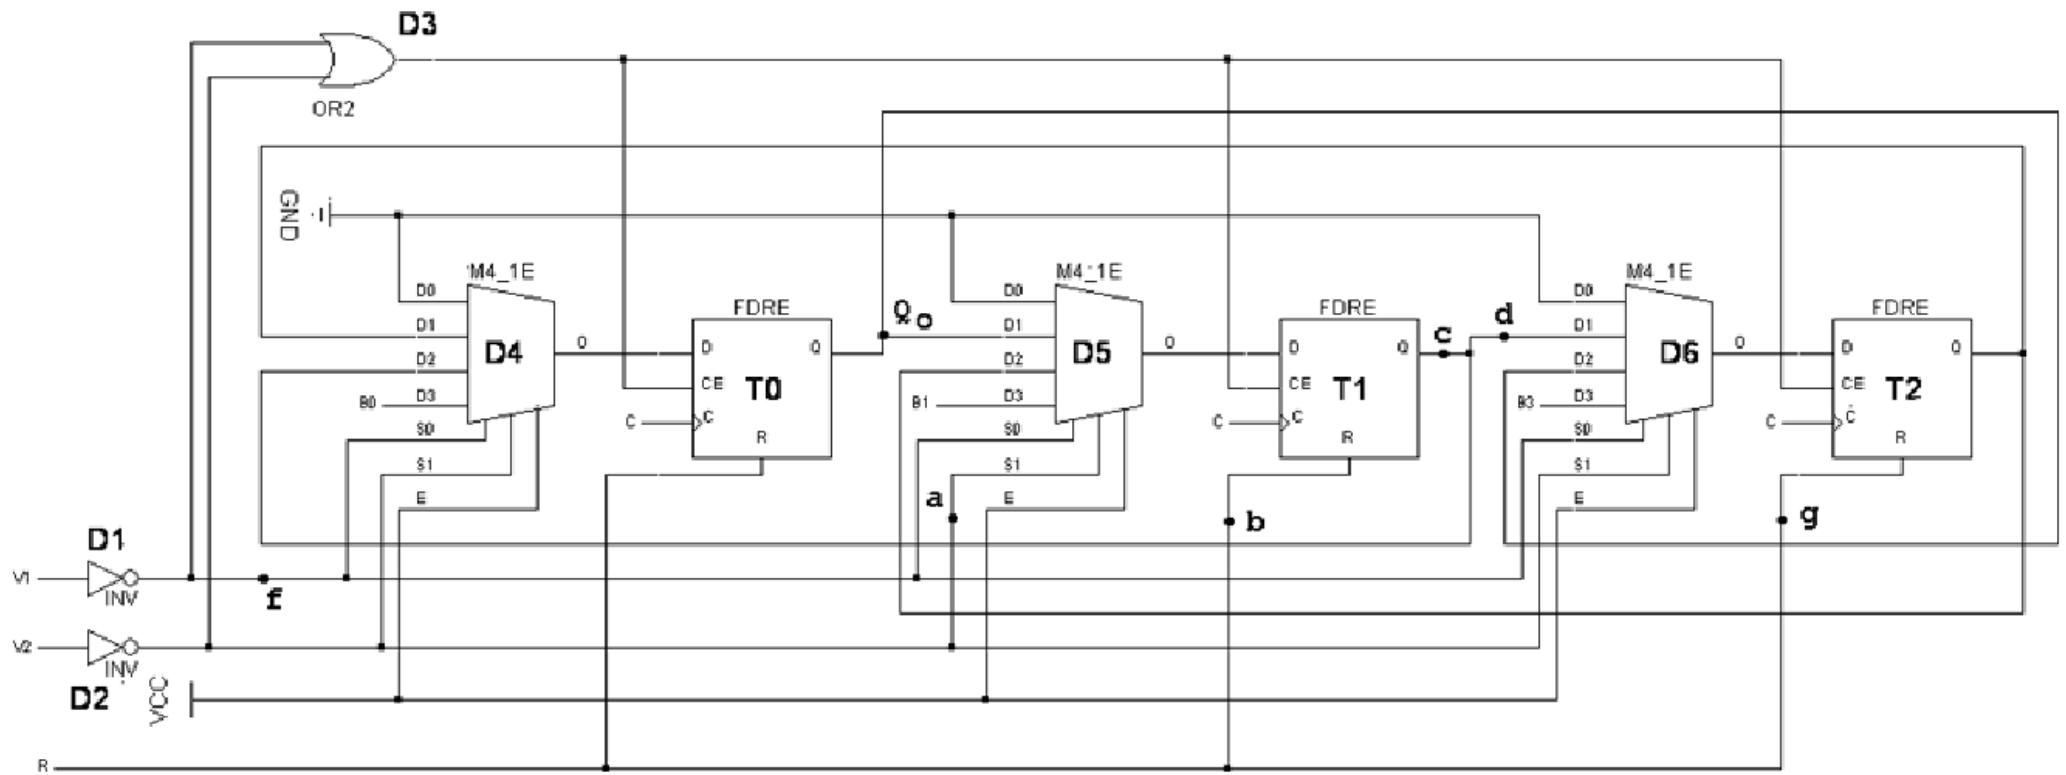 D3
OR2
GND
M4_1E
M4_1E
M4_1E
D0
D0
D0
FDRE
FDRE
FDRE
D1
Qo
D1
d
D1
D4
O
D
Q
D5
O
D
Q
c
D6
O
D
Q
D2
D2
D2
CE
T0
CE
T1
CE
T2
B0
D3
B1
D3
B3
D3
C
C
C
C
C
C
S0
R
S0
R
S0
R
S1
S1
S1
E
a
E
b
E
g
D1
V1
INV
f
V2
INV
D2
VCC
R